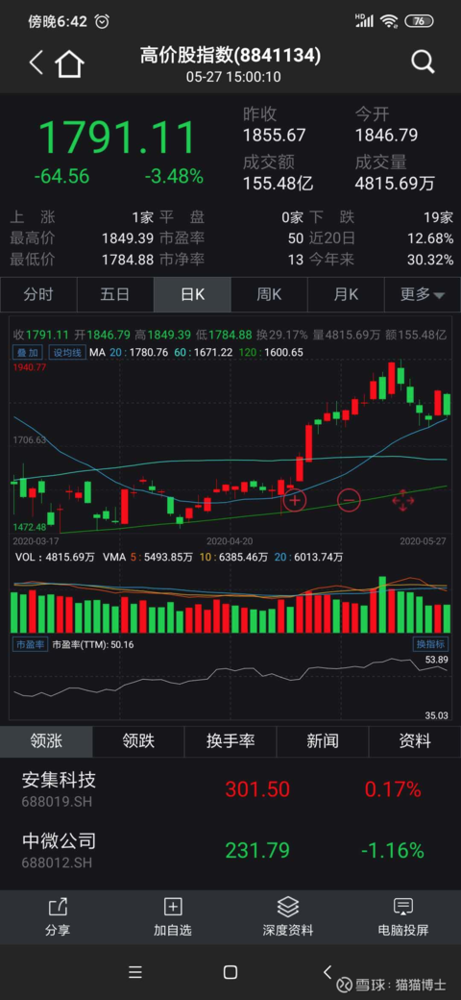 傍晚6:42 HD 76
高价股指数(8841134)
05-27 15:00:10
1791.11
-64.56 -3.48%
昨收 今开
1855.67 1846.79
成交额 成交量
155.48亿 4815.69万
上 涨 1家 平 盘 0家 下 跌 19家
最高价 1849.39 市盈率 50 近20日 12.68%
最低价 1784.88 市净率 13 今年来 30.32%
分时 五日 日K 周K 月K 更多
收1791.11 开1846.79 高1849.39 低1784.88 换29.17% 量4815.69万 额155.48亿
叠加 设均线 MA 20:1780.76 60:1671.22 120:1600.65
1940.77
1706.63
1472.48
2020-03-17 2020-04-20 2020-05-27
VOL:4815.69万 VMA 5:5493.85万 10:6385.46万 20:6013.74万
市盈率 市盈率(TTM):50.16 换指标
53.89
35.03
领涨 领跌 换手率 新闻 资料
安集科技 301.50 0.17%
688019.SH
中微公司 231.79 -1.16%
688012.SH
分享 加自选 深度资料 电脑投屏
雪球:猫猫博士